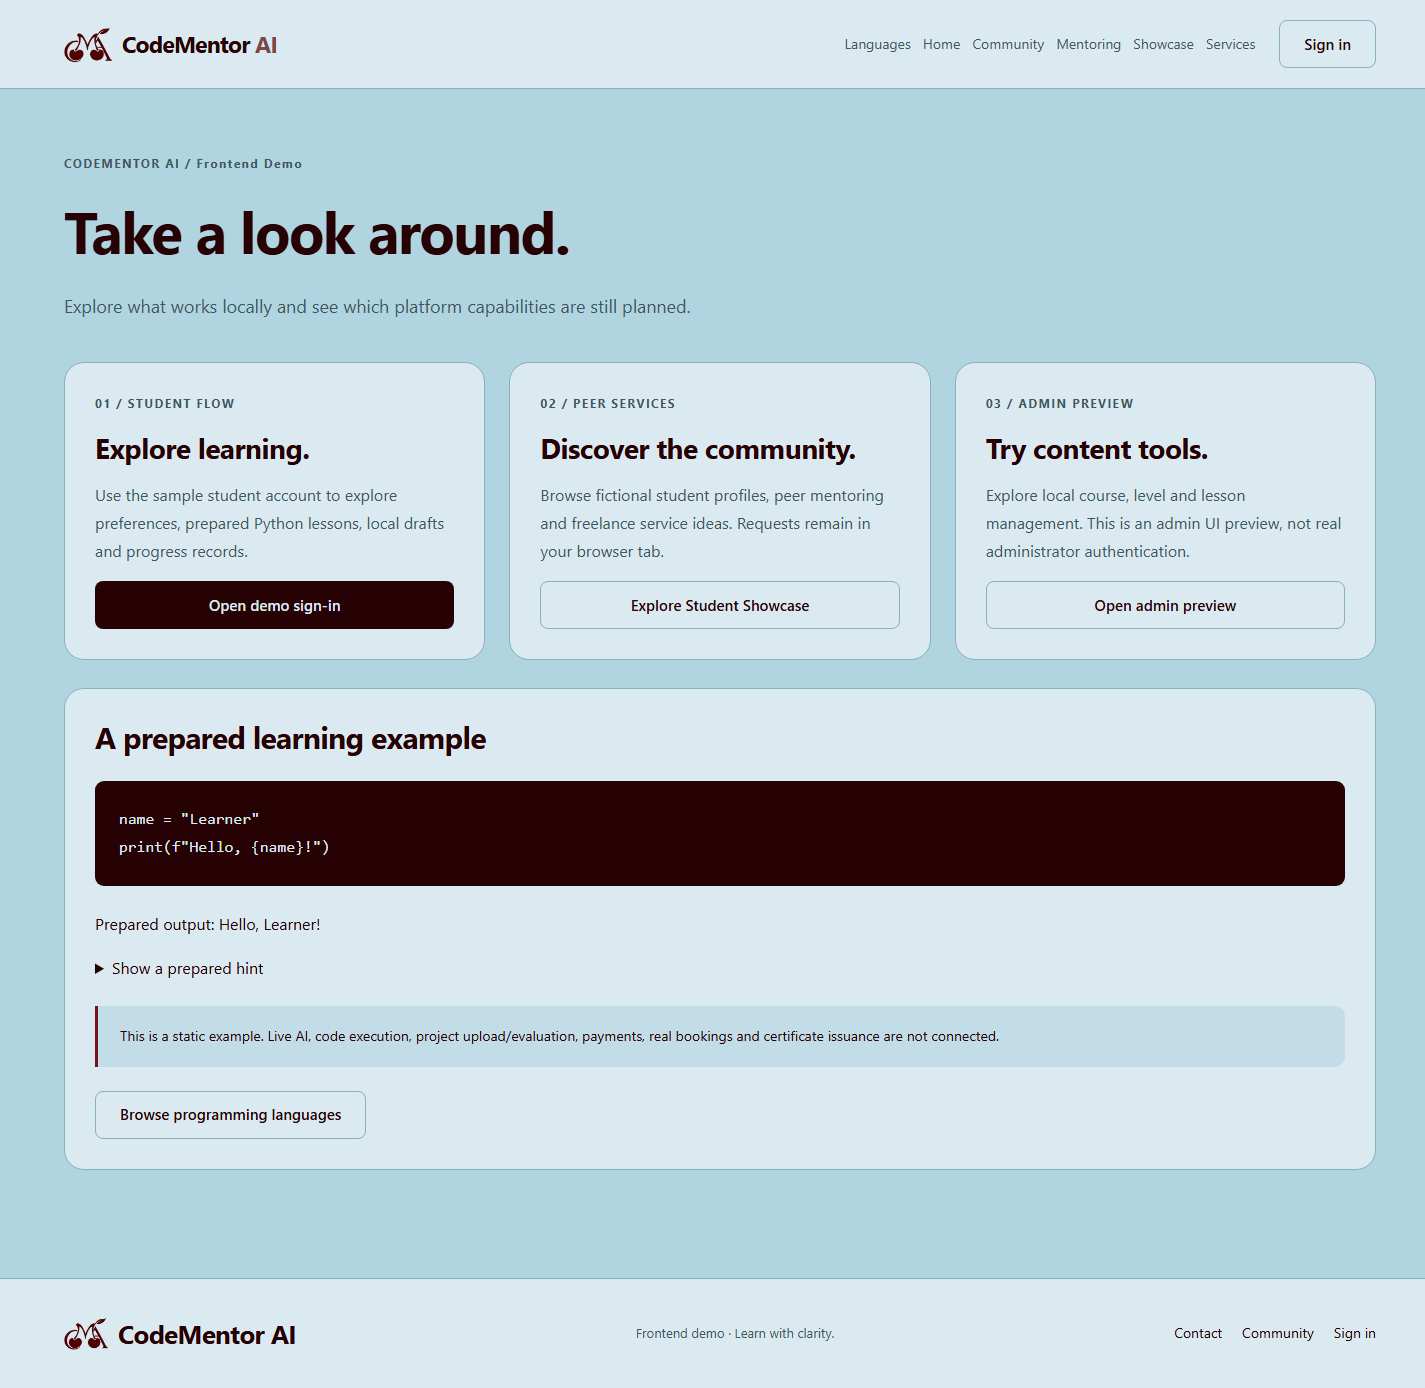 CodeMentor AI
Languages Home Community Mentoring Showcase Services Sign in
CODEMENTOR AI / Frontend Demo
Take a look around.
Explore what works locally and see which platform capabilities are still planned.
01 / STUDENT FLOW
Explore learning.
Use the sample student account to explore
preferences, prepared Python lessons, local drafts
and progress records.
Open demo sign-in
02 / PEER SERVICES
Discover the community.
Browse fictional student profiles, peer mentoring
and freelance service ideas. Requests remain in
your browser tab.
Explore Student Showcase
03 / ADMIN PREVIEW
Try content tools.
Explore local course, level and lesson
management. This is an admin UI preview, not real
administrator authentication.
Open admin preview
A prepared learning example
name = "Learner"
print(f"Hello, {name}!")
Prepared output: Hello, Learner!
Show a prepared hint
This is a static example. Live AI, code execution, project upload/evaluation, payments, real bookings and certificate issuance are not connected.
Browse programming languages
CodeMentor AI
Frontend demo · Learn with clarity.
Contact Community Sign in